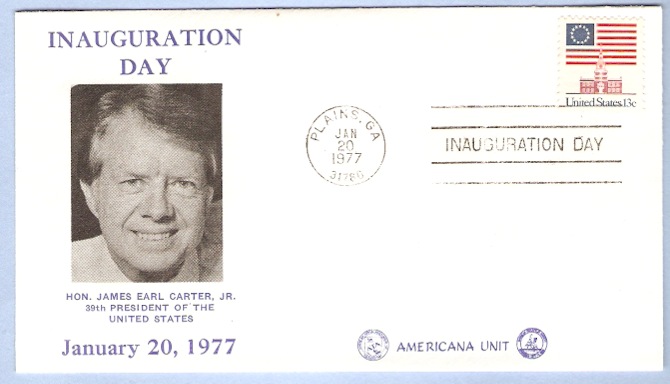 INAUGURATION
DAY
HON. JAMES EARL CARTER, JR.
39th PRESIDENT OF THE
UNITED STATES
January 20, 1977
PLAINS, GA
JAN
20
1977
31780
United States 13c
INAUGURATION DAY
AMERICANA UNIT